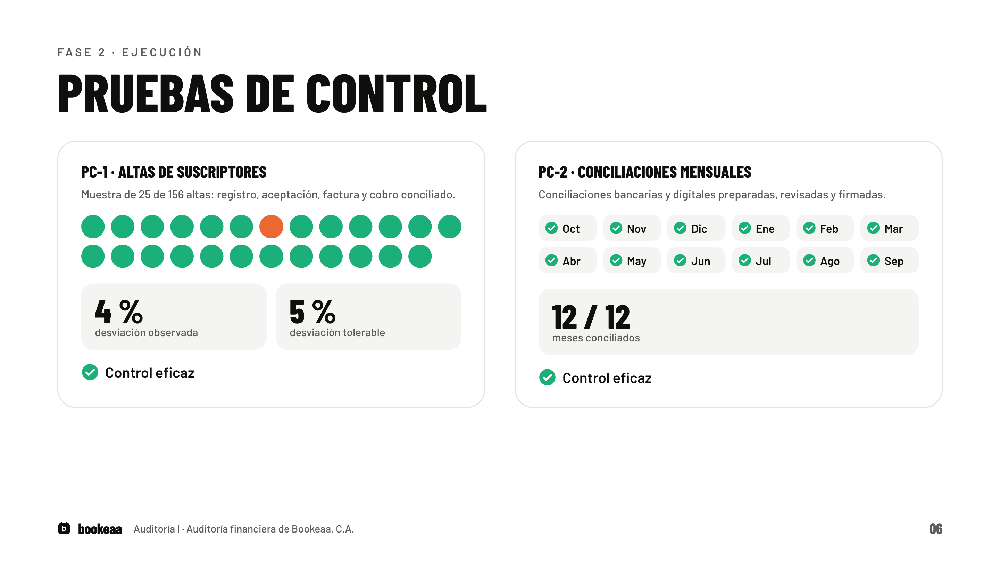 FASE 2 · EJECUCIÓN
PRUEBAS DE CONTROL
PC-1 · ALTAS DE SUSCRIPTORES
Muestra de 25 de 156 altas: registro, aceptación, factura y cobro conciliado.
4 %
desviación observada
5 %
desviación tolerable
Control eficaz
PC-2 · CONCILIACIONES MENSUALES
Conciliaciones bancarias y digitales preparadas, revisadas y firmadas.
Oct Nov Dic Ene Feb Mar
Abr May Jun Jul Ago Sep
12 / 12
meses conciliados
Control eficaz
b bookeaa Auditoría I · Auditoría financiera de Bookeaa, C.A.
06